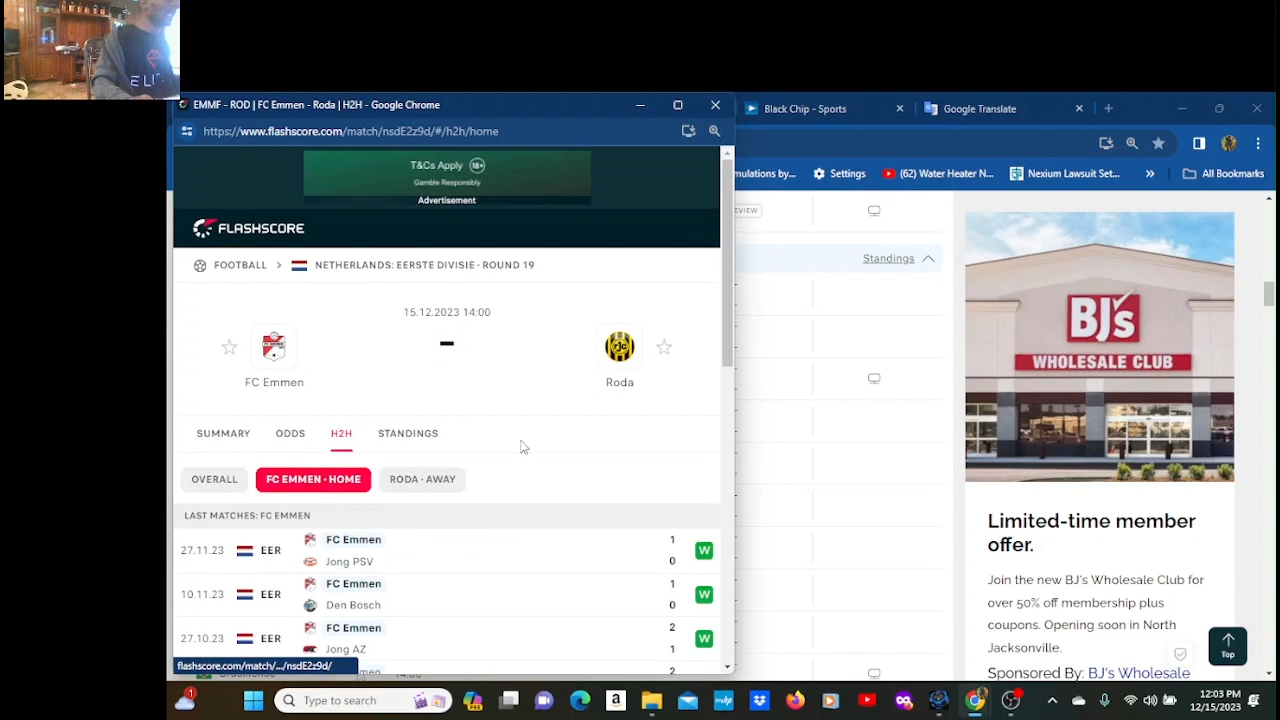 EMMF - ROD | FC Emmen - Roda | H2H - Google Chrome
Black Chip - Sports
Google Translate
https://www.flashscore.com/match/nsdE2z9d/#/h2h/home
mulations by...
Settings
(62) Water Heater N...
Nexium Lawsuit Set...
All Bookmarks
T&Cs Apply 18+
Gamble Responsibly
Advertisement
FLASHSCORE
FOOTBALL > NETHERLANDS: EERSTE DIVISIE - ROUND 19
Standings
15.12.2023 14:00
-
FC Emmen
Roda
SUMMARY ODDS H2H STANDINGS
OVERALL FC EMMEN - HOME RODA - AWAY
LAST MATCHES: FC EMMEN
27.11.23 EER FC Emmen 1 W
Jong PSV 0
10.11.23 EER FC Emmen 1 W
Den Bosch 0
27.10.23 EER FC Emmen 2 W
Jong AZ 1
2
flashscore.com/match/.../nsdE2z9d/
BJ's
WHOLESALE CLUB
Limited-time member
offer.
Join the new BJ's Wholesale Club for
over 50% off membership plus
coupons. Opening soon in North
Jacksonville.
Sponsored By: BJ's Wholesale
Top
1
Type to search
12:03 PM
12/15/2023